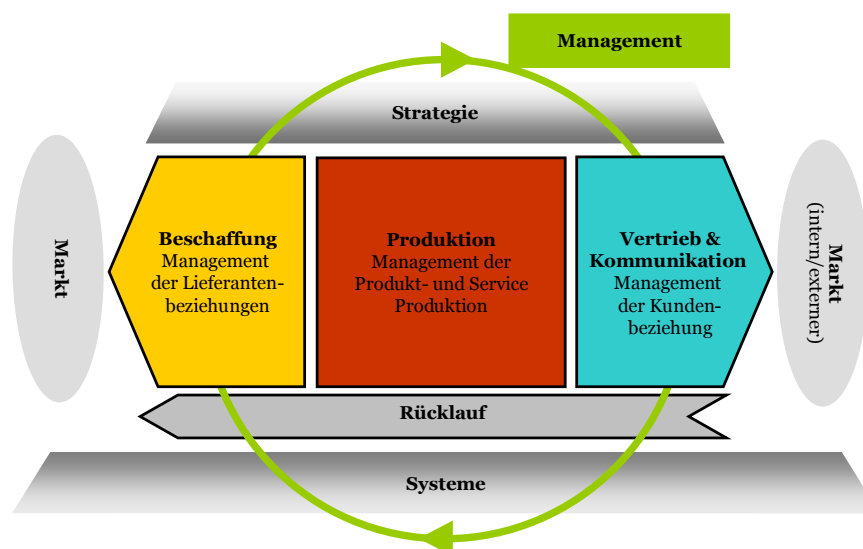 Management
Strategie
Markt
Beschaffung
Management
der Lieferanten-
beziehungen
Produktion
Management der
Produkt- und Service
Produktion
Vertrieb &
Kommunikation
Management
der Kunden-
beziehung
Markt
(intern/externer)
Rücklauf
Systeme